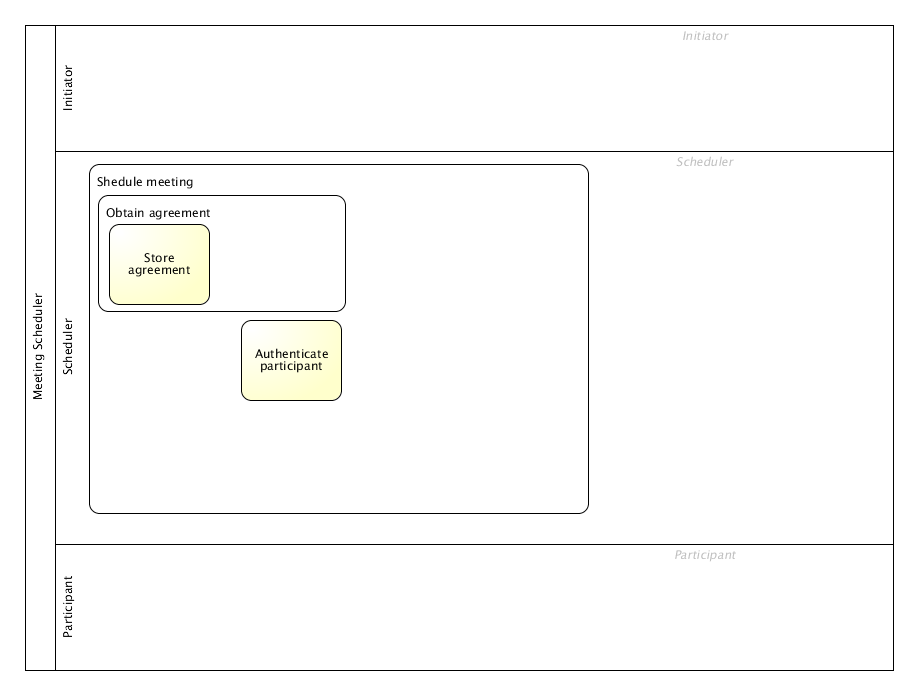 Meeting Scheduler
Initiator
Initiator
Scheduler
Scheduler
Shedule meeting
Obtain agreement
Store
agreement
Authenticate
participant
Participant
Participant